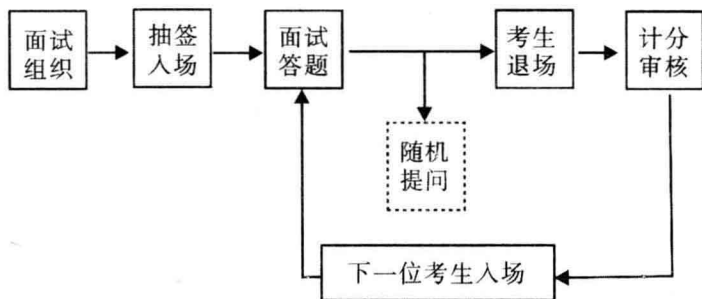 面试
组织
抽签
入场
面试
答题
考生
退场
计分
审核
随机
提问
下一位考生入场